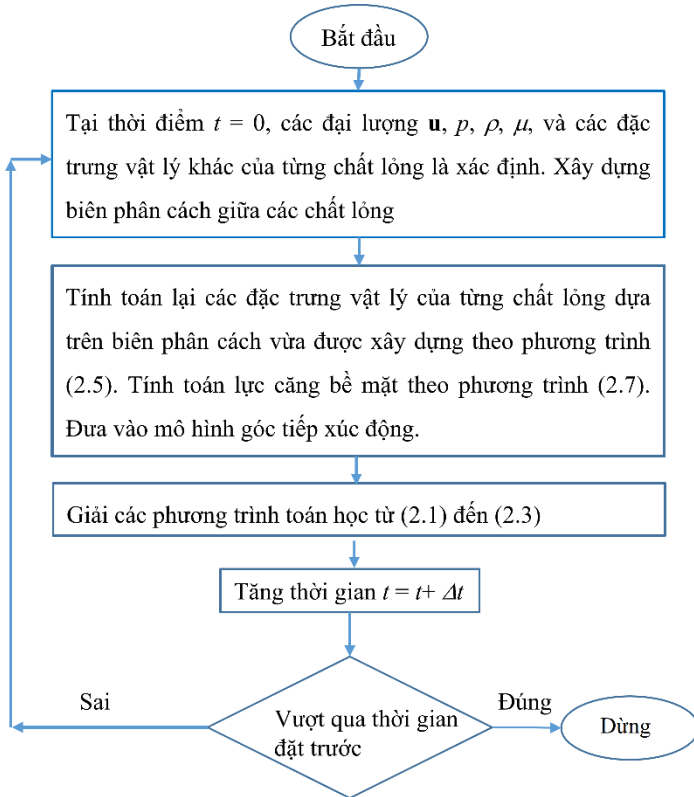 Bắt đầu
Tại thời điểm t = 0, các đại lượng u, p, ρ, μ, và các đặc
trưng vật lý khác của từng chất lỏng là xác định. Xây dựng
biên phân cách giữa các chất lỏng
Tính toán lại các đặc trưng vật lý của từng chất lỏng dựa
trên biên phân cách vừa được xây dựng theo phương trình
(2.5). Tính toán lực căng bề mặt theo phương trình (2.7).
Đưa vào mô hình góc tiếp xúc động.
Giải các phương trình toán học từ (2.1) đến (2.3)
Tăng thời gian t = t+ Δt
Sai
Vượt qua thời gian
đặt trước
Đúng
Dừng